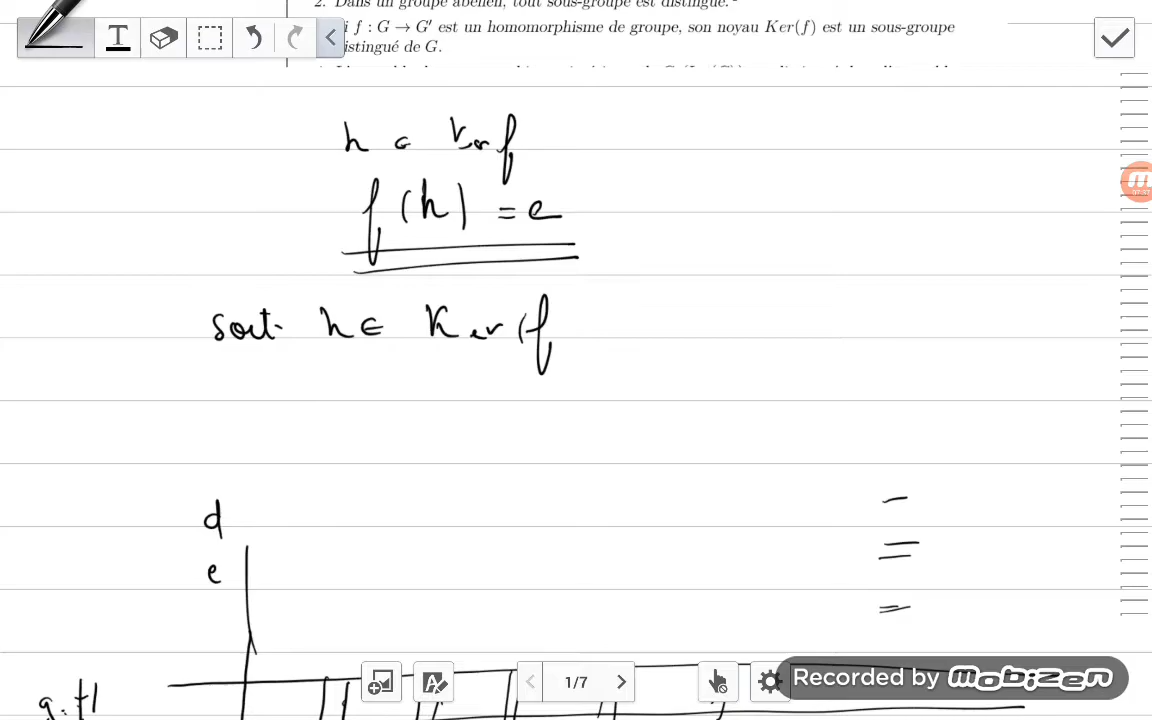 2. Dans un groupe abélien, tout sous-groupe est distingué.
i f : G → G′ est un homomorphisme de groupe, son noyau Ker(f) est un sous-groupe
istingué de G.
h ∈ Ker f
f(h) = e
soit h ∈ Ker(f
d
e
1/7
Recorded by mobizen